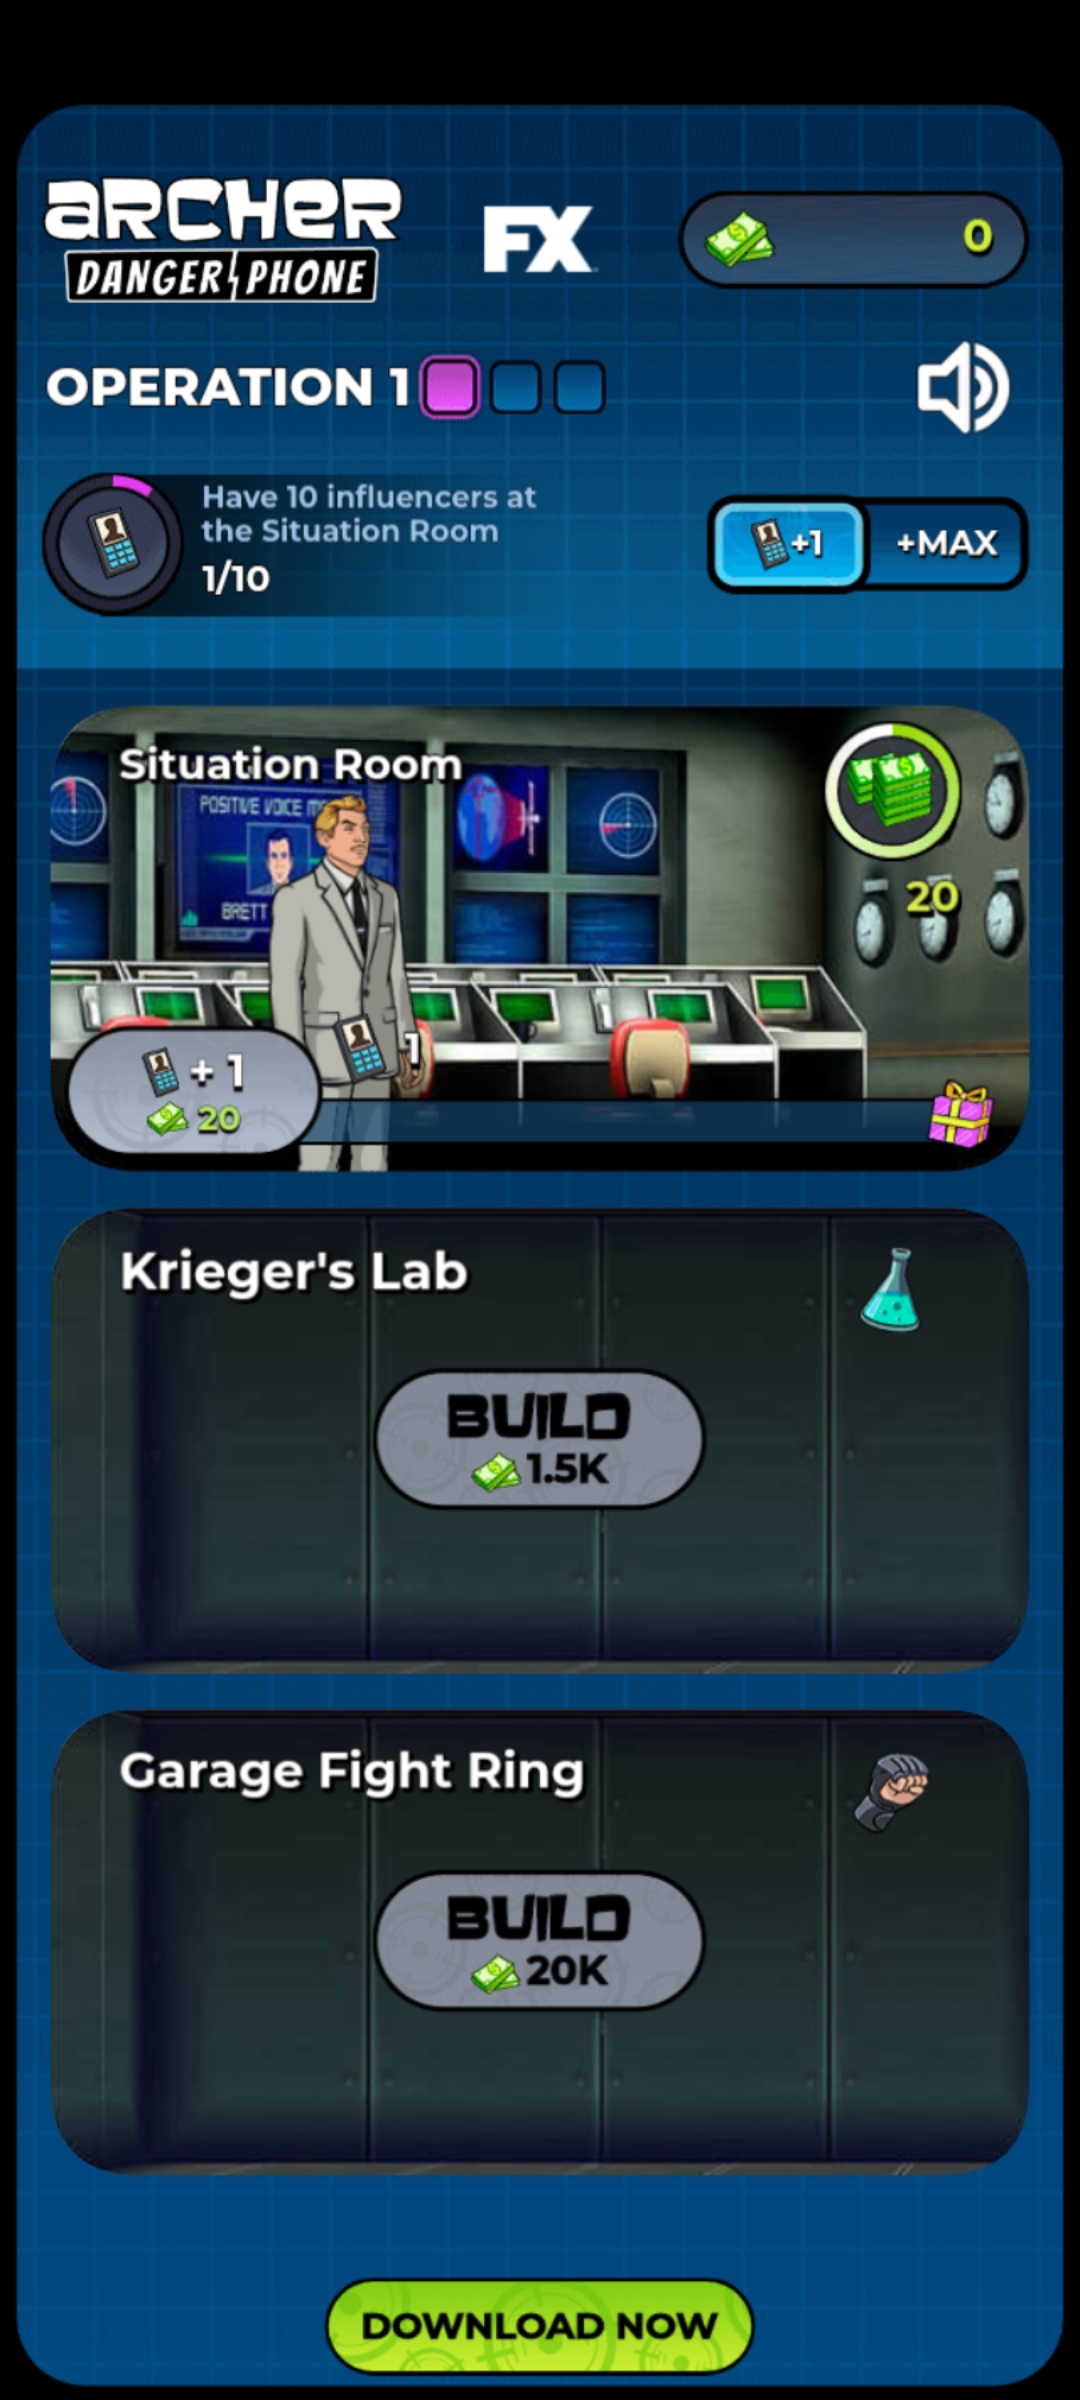 ARCHER
DANGER PHONE
FX
0
OPERATION 1
Have 10 influencers at
the Situation Room
1/10
+1
+MAX
Situation Room
POSITIVE VOICE
BRETT
20
1
+ 1
20
Krieger's Lab
BUILD
1.5K
Garage Fight Ring
BUILD
20K
DOWNLOAD NOW